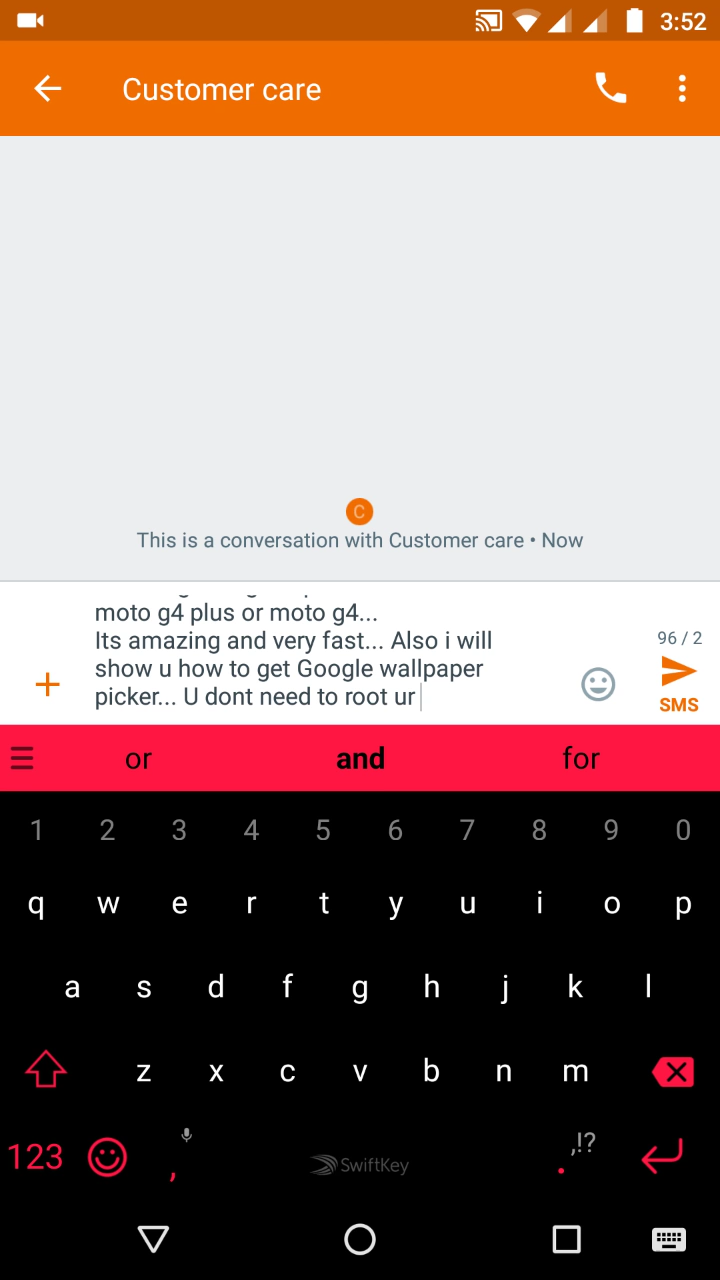 3:52
Customer care
C
This is a conversation with Customer care • Now
moto g4 plus or moto g4...
Its amazing and very fast... Also i will
show u how to get Google wallpaper
picker... U dont need to root ur
96 / 2
SMS
or and for
1 2 3 4 5 6 7 8 9 0
q w e r t y u i o p
a s d f g h j k l
z x c v b n m
123 , SwiftKey . ,!?